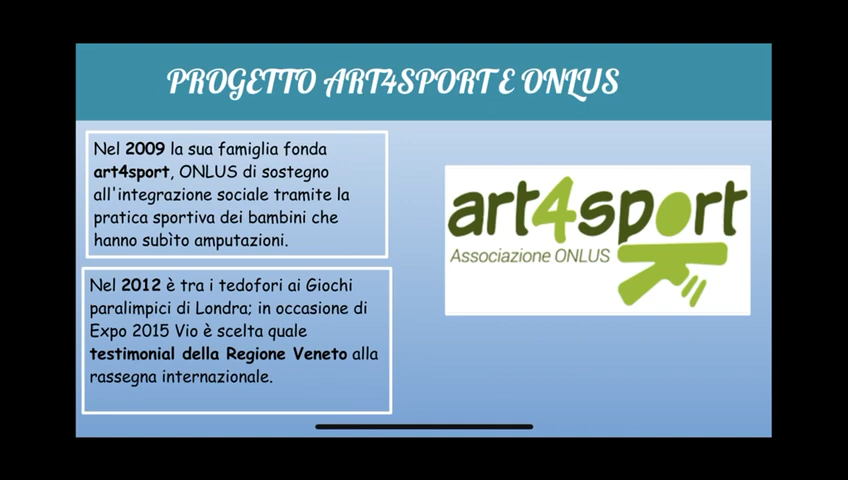 PROGETTO ART4SPORT E ONLUS
Nel 2009 la sua famiglia fonda
art4sport, ONLUS di sostegno
all'integrazione sociale tramite la
pratica sportiva dei bambini che
hanno subìto amputazioni.
Nel 2012 è tra i tedofori ai Giochi
paralimpici di Londra; in occasione di
Expo 2015 Vio è scelta quale
testimonial della Regione Veneto alla
rassegna internazionale.
art4sport
Associazione ONLUS